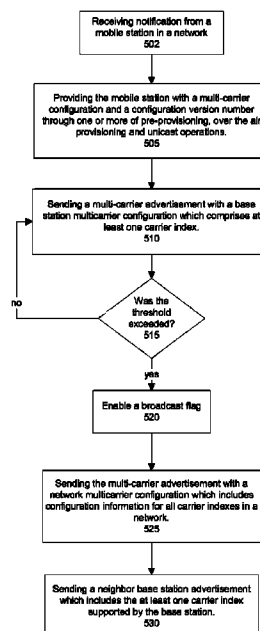 Receiving notification from a
mobile station in a network
502
Providing the mobile station with a multi-carrier
configuration and a configuration version number
through one or more of pre-provisioning, over the air
provisioning and unicast operations.
505
Sending a multi-carrier advertisement with a base
station multicarrier configuration which comprises at
least one carrier index.
510
no
Was the
threshold
exceeded?
515
yes
Enable a broadcast flag
520
Sending the multi-carrier advertisement with a
network multicarrier configuration which includes
configuration information for all carrier indexes in a
network.
525
Sending a neighbor base station advertisement
which includes the at least one carrier index
supported by the base station.
530